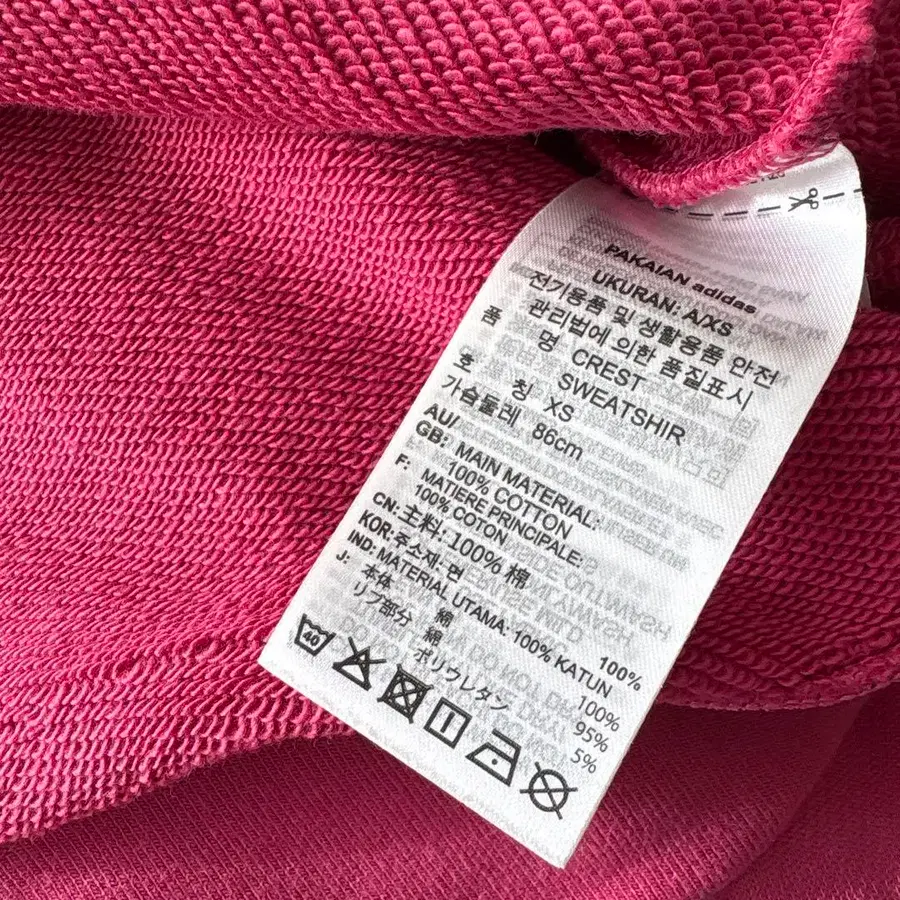 PAKAIAN adidas
UKURAN: A/XS
전기용품 및 생활용품 안전
관리법에 의한 품질표시
품 명 CREST
SWEATSHIR
호 칭 XS
가슴둘레 86cm
AU/
GB: MAIN MATERIAL:
100% COTTON
F: MATIERE PRINCIPALE:
100% COTON
CN: 主料: 100% 棉
KOR: 주소재: 면 100%
IND: MATERIAL UTAMA: 100% KATUN
J: 本体 綿 100%
リブ部分 綿 95%
ポリウレタン 5%
40